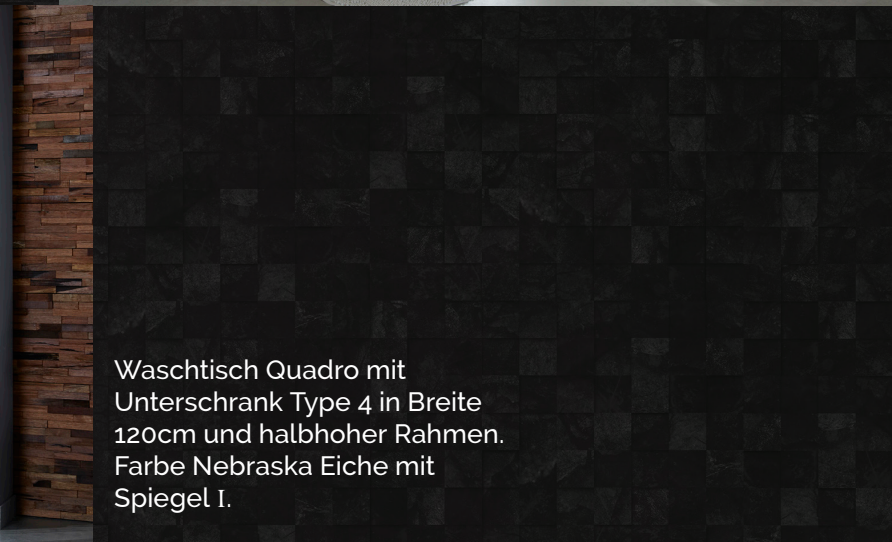 Waschtisch Quadro mit
Unterschrank Type 4 in Breite
120cm und halbhoher Rahmen.
Farbe Nebraska Eiche mit
Spiegel I.